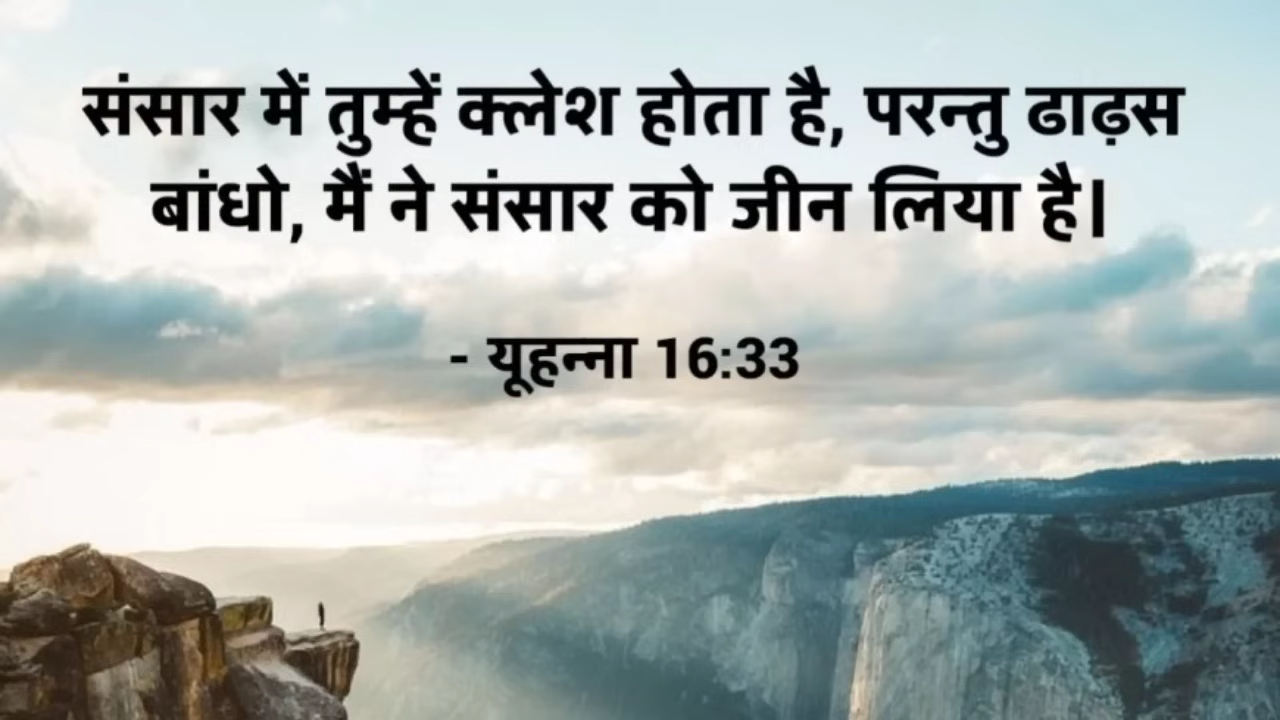 संसार में तुम्हें क्लेश होता है, परन्तु ढाढ़स
बांधो, मैं ने संसार को जीन लिया है।
- यूहन्ना 16:33